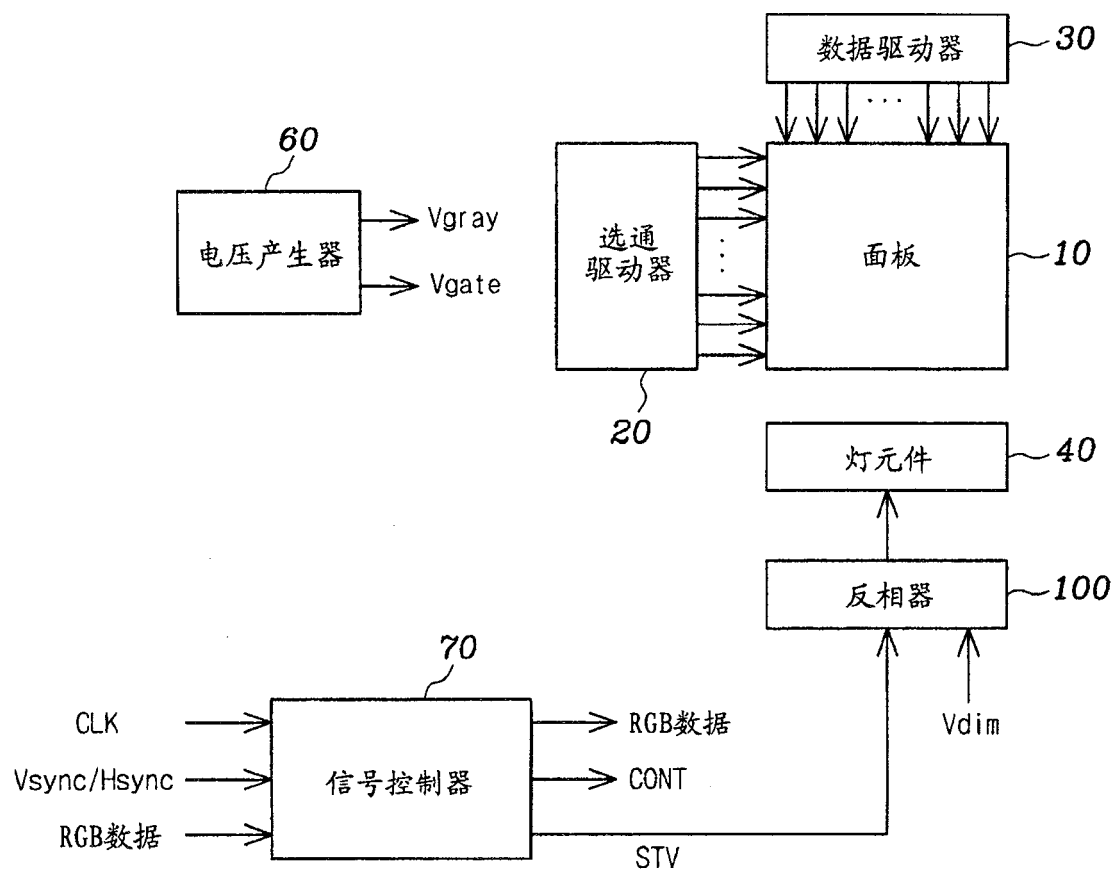 数据驱动器
30
60
电压产生器
Vgray
Vgate
选通
驱动器
20
面板
10
灯元件
40
反相器
100
Vdim
70
CLK
Vsync/Hsync
RGB数据
信号控制器
RGB数据
CONT
STV